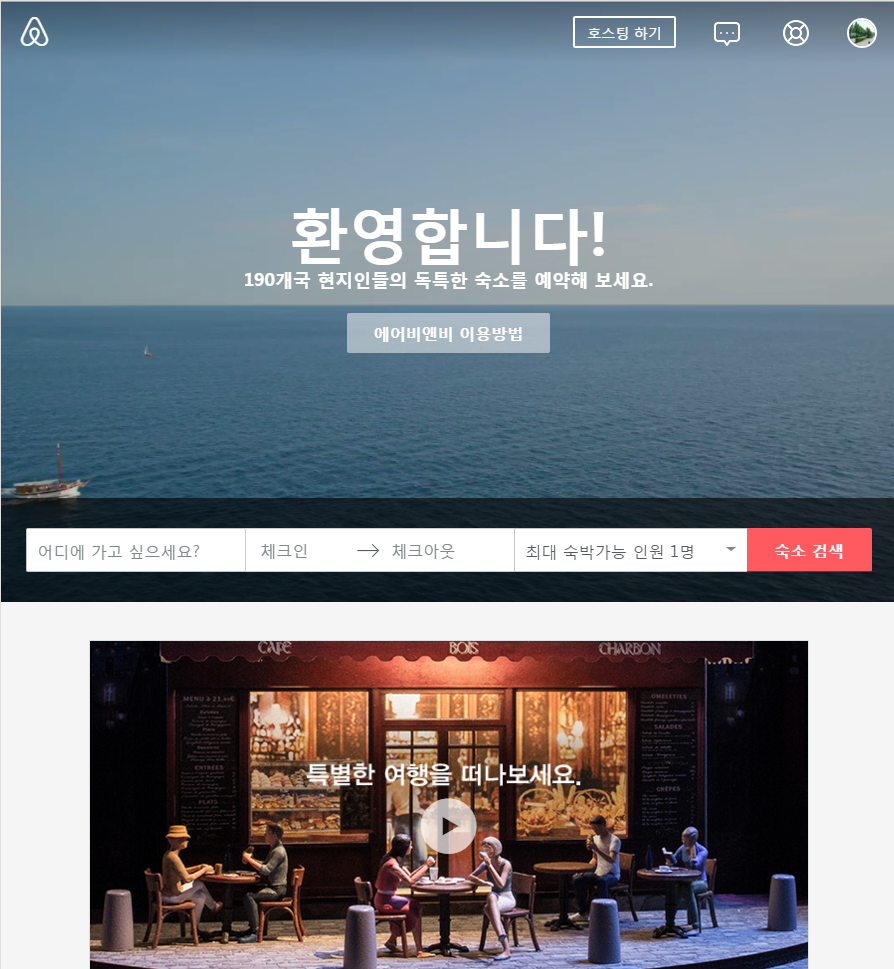 호스팅 하기
환영합니다!
190개국 현지인들의 독특한 숙소를 예약해 보세요.
에어비앤비 이용방법
어디에 가고 싶으세요? 체크인 체크아웃 최대 숙박가능 인원 1명 숙소 검색
CAFÉ BOIS CHARBON
MENU À
OMELETTES
SALADES
특별한 여행을 떠나보세요.
ENTRÉES
CRÊPES
PLATS